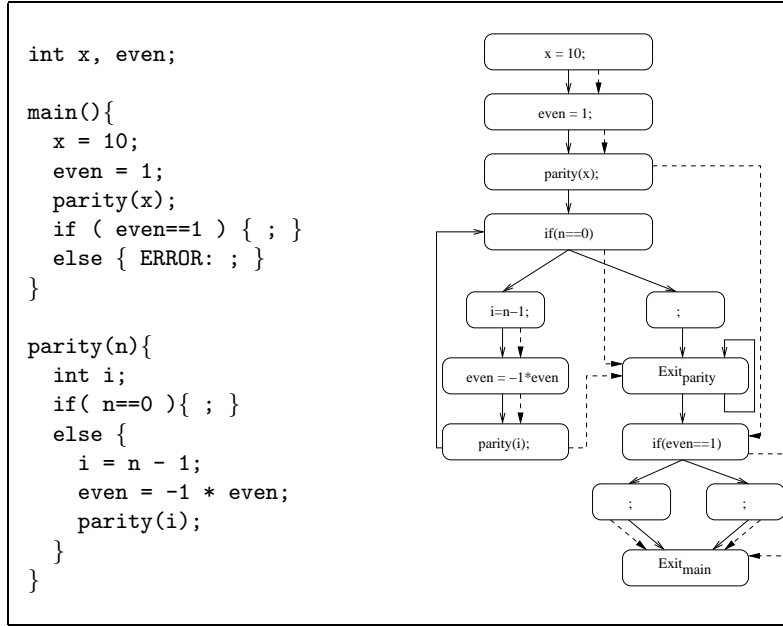 int x, even;
main(){
x = 10;
even = 1;
parity(x);
if ( even==1 ) { ; }
else { ERROR: ; }
}
parity(n){
int i;
if( n==0 ){ ; }
else {
i = n - 1;
even = -1 * even;
parity(i);
}
}
x = 10;
even = 1;
parity(x);
if(n==0)
i=n−1;
;
even = −1*even
Exitparity
parity(i);
if(even==1)
;
;
Exitmain